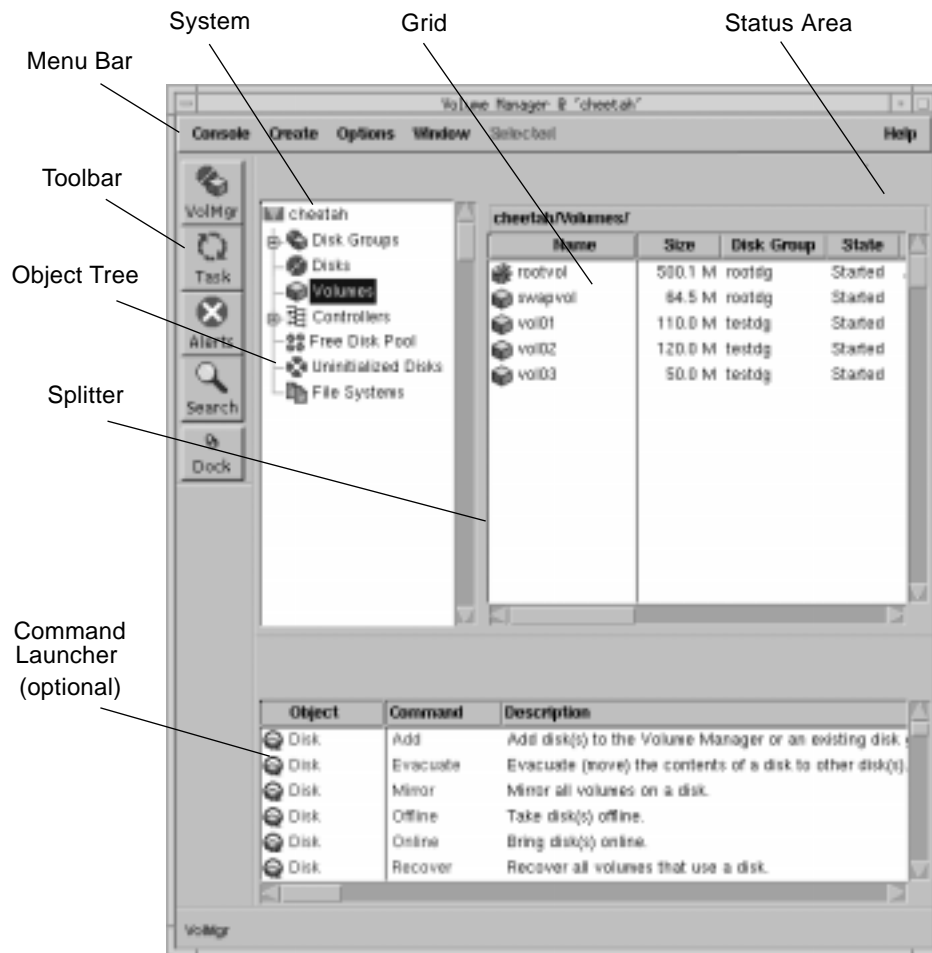 System
Grid
Status Area
Menu Bar
Volume Manager @ "cheetah"
Console Create Options Window Selected Help
Toolbar
VolMgr
Task
Alerts
Search
Dock
Object Tree
Splitter
cheetah
Disk Groups
Disks
Volumes
Controllers
Free Disk Pool
Uninitialized Disks
File Systems
cheetah/Volumes/
Name Size Disk Group State
rootvol 500.1 M rootdg Started
swapvol 64.5 M rootdg Started
vol01 110.0 M testdg Started
vol02 120.0 M testdg Started
vol03 50.0 M testdg Started
Command
Launcher
(optional)
Object Command Description
Disk Add Add disk(s) to the Volume Manager or an existing disk
Disk Evacuate Evacuate (move) the contents of a disk to other disk(s).
Disk Mirror Mirror all volumes on a disk.
Disk Offline Take disk(s) offline.
Disk Online Bring disk(s) online.
Disk Recover Recover all volumes that use a disk.
VolMgr